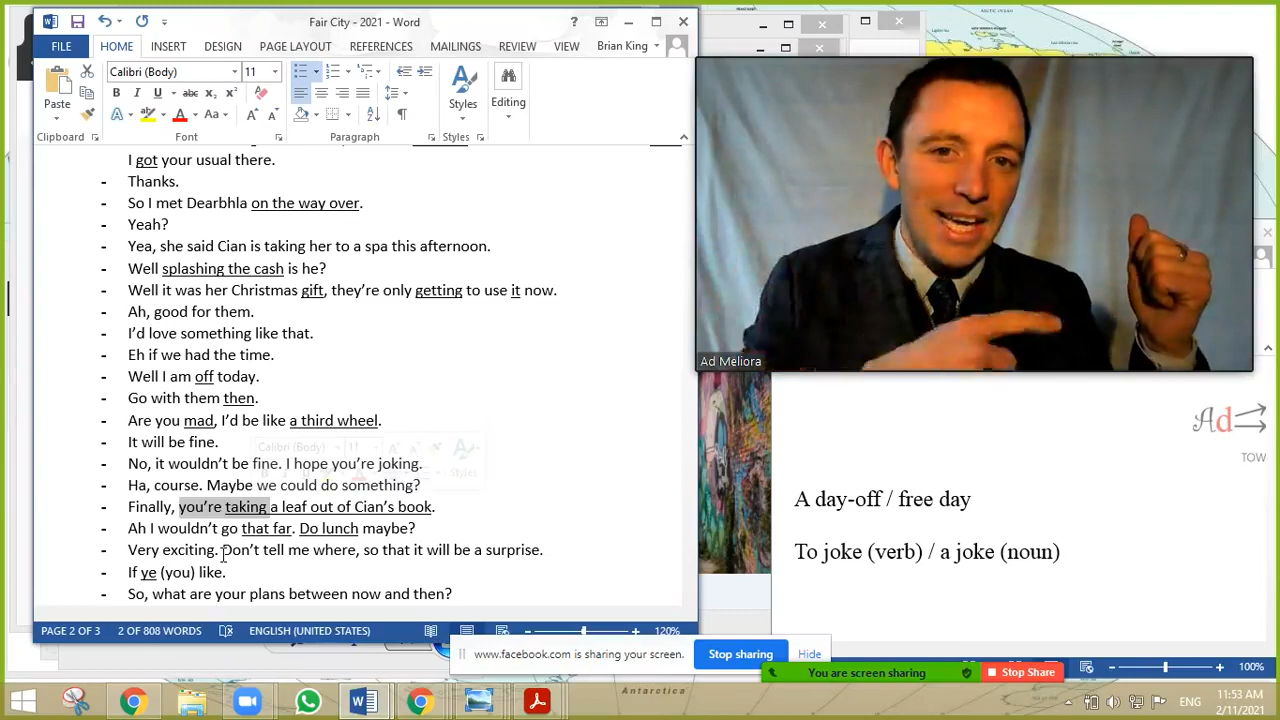 Fair City - 2021 - Word
FILE HOME INSERT DESIGN PAGE LAYOUT REFERENCES MAILINGS REVIEW VIEW Brian King
Calibri (Body) 11
Paste
Styles
Editing
Clipboard Font Paragraph Styles
I got your usual there.
- Thanks.
- So I met Dearbhla on the way over.
- Yeah?
- Yea, she said Cian is taking her to a spa this afternoon.
- Well splashing the cash is he?
- Well it was her Christmas gift, they’re only getting to use it now.
- Ah, good for them.
- I’d love something like that.
- Eh if we had the time.
- Well I am off today.
- Go with them then.
- Are you mad, I’d be like a third wheel.
- It will be fine.
- No, it wouldn’t be fine. I hope you’re joking.
- Ha, course. Maybe we could do something?
- Finally, you’re taking a leaf out of Cian’s book.
- Ah I wouldn’t go that far. Do lunch maybe?
- Very exciting. Don’t tell me where, so that it will be a surprise.
- If ye (you) like.
- So, what are your plans between now and then?
Calibri (Body) 11
Styles
PAGE 2 OF 3 2 OF 808 WORDS ENGLISH (UNITED STATES) 120%
Ad Meliora
Ad
TOW
A day-off / free day
To joke (verb) / a joke (noun)
www.facebook.com is sharing your screen. Stop sharing Hide
You are screen sharing Stop Share
100%
Antarctica
ENG
11:53 AM
2/11/2021